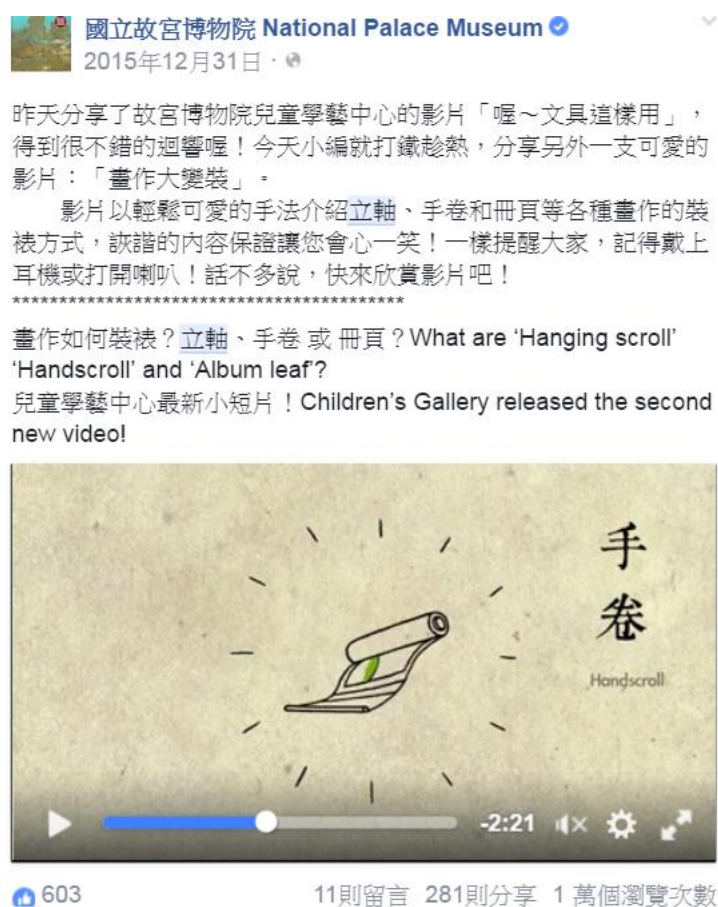 國立故宮博物院 National Palace Museum
2015年12月31日 ·
昨天分享了故宮博物院兒童學藝中心的影片「喔～文具這樣用」，
得到很不錯的迴響喔！今天小編就打鐵趁熱，分享另外一支可愛的
影片：「畫作大變裝」。
影片以輕鬆可愛的手法介紹立軸、手卷和冊頁等各種畫作的裝
裱方式，詼諧的內容保證讓您會心一笑！一樣提醒大家，記得戴上
耳機或打開喇叭！話不多說，快來欣賞影片吧！
******************************************
畫作如何裝裱？立軸、手卷 或 冊頁？What are ‘Hanging scroll’
‘Handscroll’ and ‘Album leaf’?
兒童學藝中心最新小短片！Children’s Gallery released the second
new video!
手卷
Handscroll
-2:21
603
11則留言 281則分享 1 萬個瀏覽次數